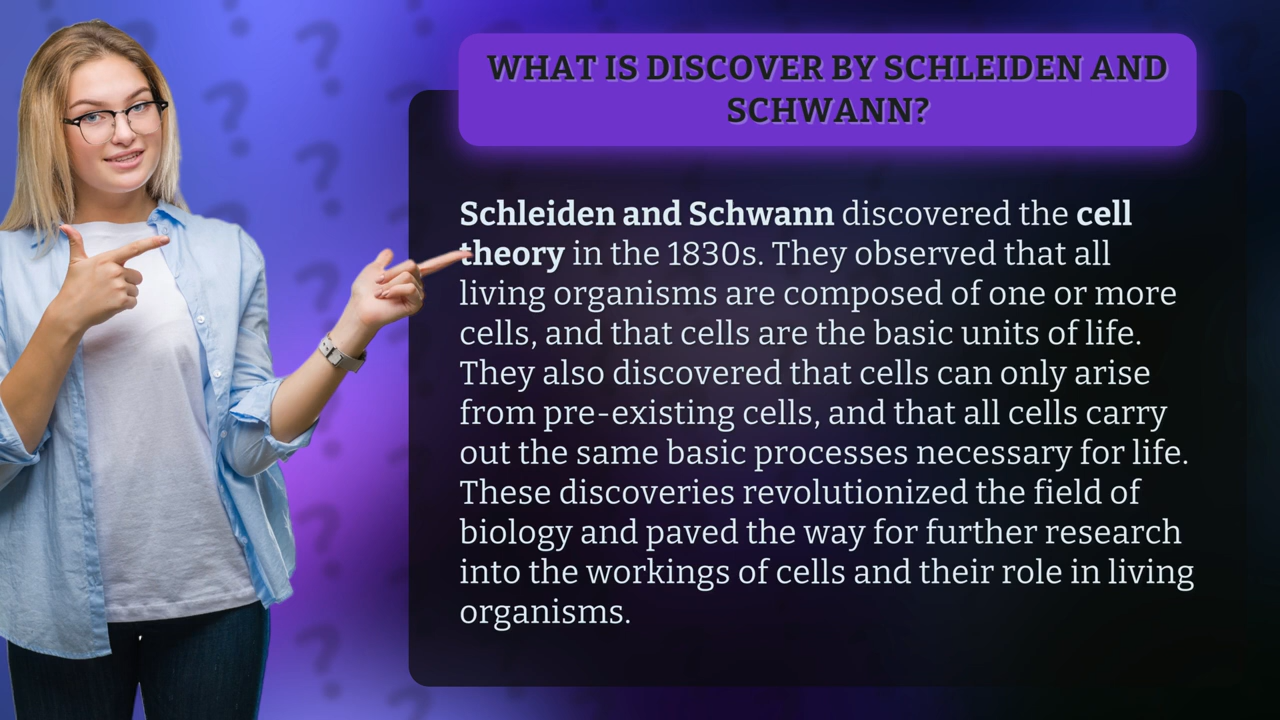 WHAT IS DISCOVER BY SCHLEIDEN AND
SCHWANN?
Schleiden and Schwann discovered the cell
theory in the 1830s. They observed that all
living organisms are composed of one or more
cells, and that cells are the basic units of life.
They also discovered that cells can only arise
from pre-existing cells, and that all cells carry
out the same basic processes necessary for life.
These discoveries revolutionized the field of
biology and paved the way for further research
into the workings of cells and their role in living
organisms.